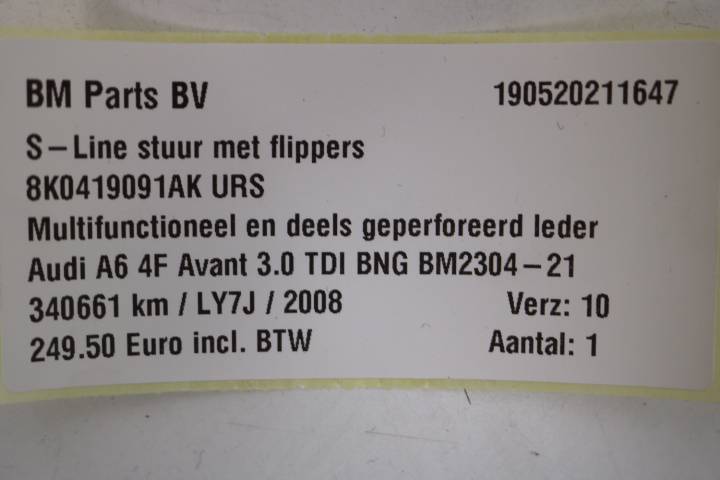 BM Parts BV 190520211647
S-Line stuur met flippers
8K0419091AK URS
Multifunctioneel en deels geperforeerd leder
Audi A6 4F Avant 3.0 TDI BNG BM2304-21
340661 km / LY7J / 2008 Verz: 10
249.50 Euro incl. BTW Aantal: 1